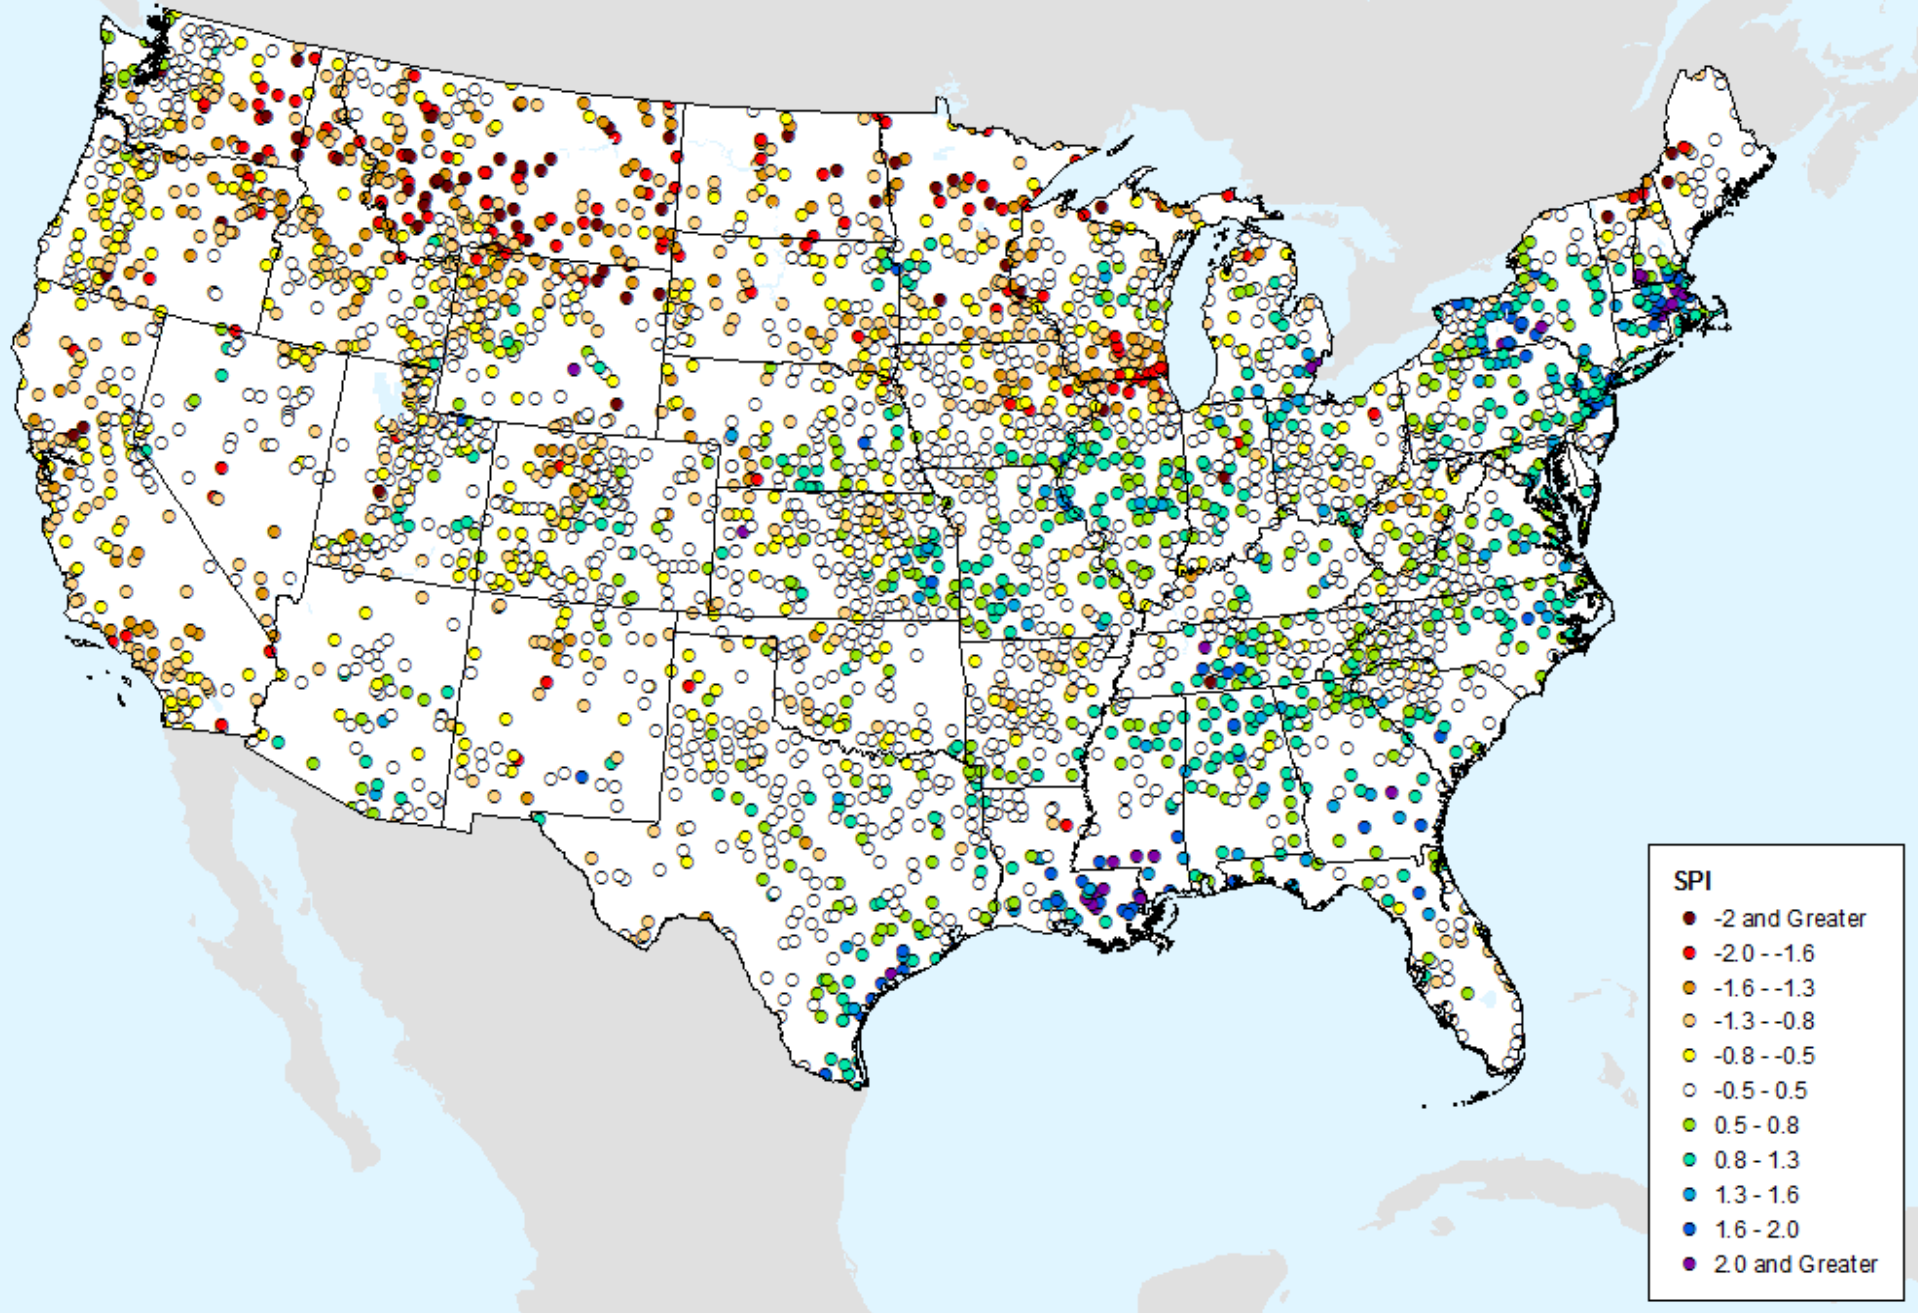 SPI
-2 and Greater
-2.0 - -1.6
-1.6 - -1.3
-1.3 - -0.8
-0.8 - -0.5
-0.5 - 0.5
0.5 - 0.8
0.8 - 1.3
1.3 - 1.6
1.6 - 2.0
2.0 and Greater